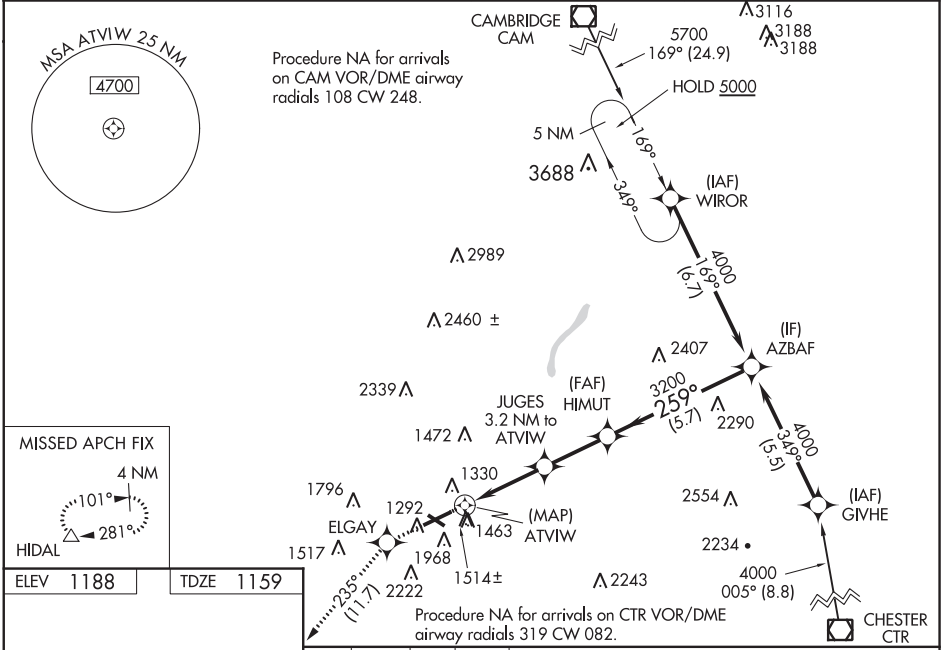 MSA ATVIW 25 NM
4700
Procedure NA for arrivals
on CAM VOR/DME airway
radials 108 CW 248.
CAMBRIDGE
CAM
3116
3188
3188
5700
169° (24.9)
HOLD 5000
5 NM
169°
349°
3688
(IAF)
WIROR
2989
4000
169°
(6.7)
2460 ±
(IF)
AZBAF
2407
2339
(FAF)
HIMUT
3200
259°
(5.7)
JUGES
3.2 NM to
ATVIW
2290
4000
349°
(5.5)
1472
MISSED APCH FIX
4 NM
101°
281°
HIDAL
1330
1796
1292
2554
(IAF)
GIVHE
ELGAY
1463
(MAP)
ATVIW
1517
1968
2234
1514±
2222
2243
4000
005° (8.8)
235°
(11.7)
ELEV 1188
TDZE 1159
Procedure NA for arrivals on CTR VOR/DME
airway radials 319 CW 082.
CHESTER
CTR